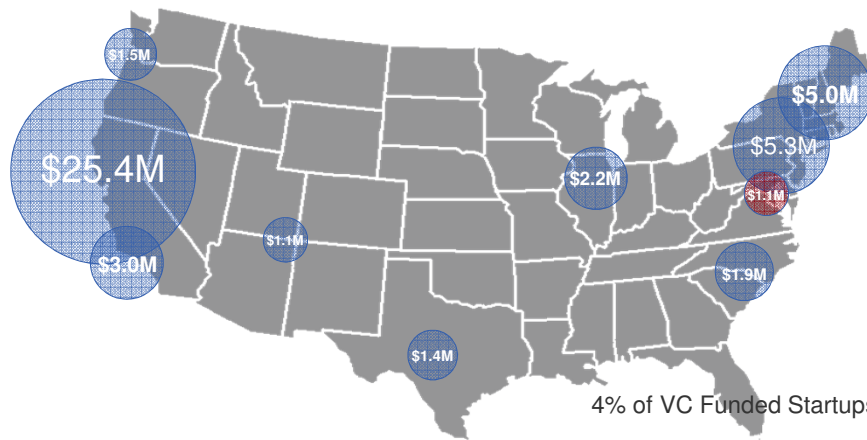 $1.5M
$5.0M
$5.3M
$25.4M
$2.2M
$1.1M
$1.9M
$1.1M
$3.0M
$1.4M
4% of VC Funded Startups